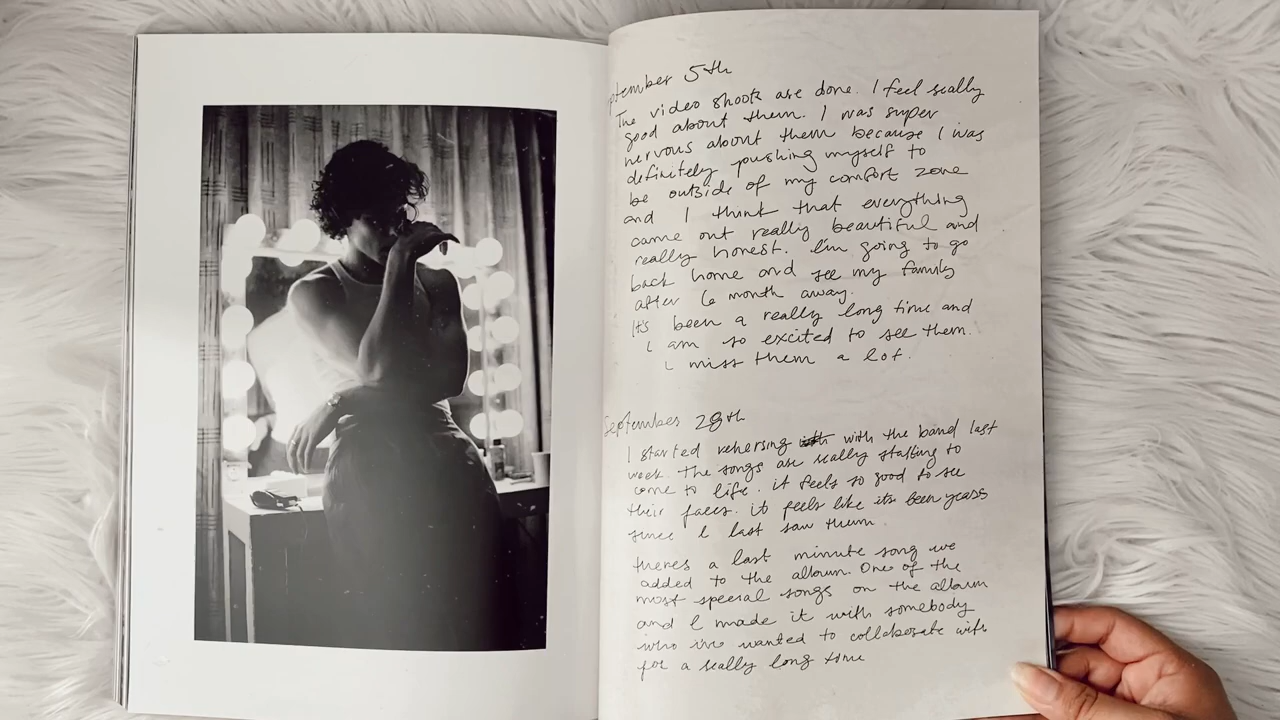 September 5th
The video shoots are done. I feel really
good about them. I was super
nervous about them because I was
definitely pushing myself to
be outside of my comfort zone
and I think that everything
came out really beautiful and
really honest. I'm going to go
back home and see my family
after 6 month away.
It's been a really long time and
i am so excited to see them.
i miss them a lot.
September 28th
I started rehersing with the band last
week the songs are really starting to
come to life. it feels so good to see
their faces. it feels like its been years
since I last saw them.
theres a last minute song we
added to the album. One of the
most special songs on the album
and I made it with somebody
who ive wanted to collaborate with
for a really long time